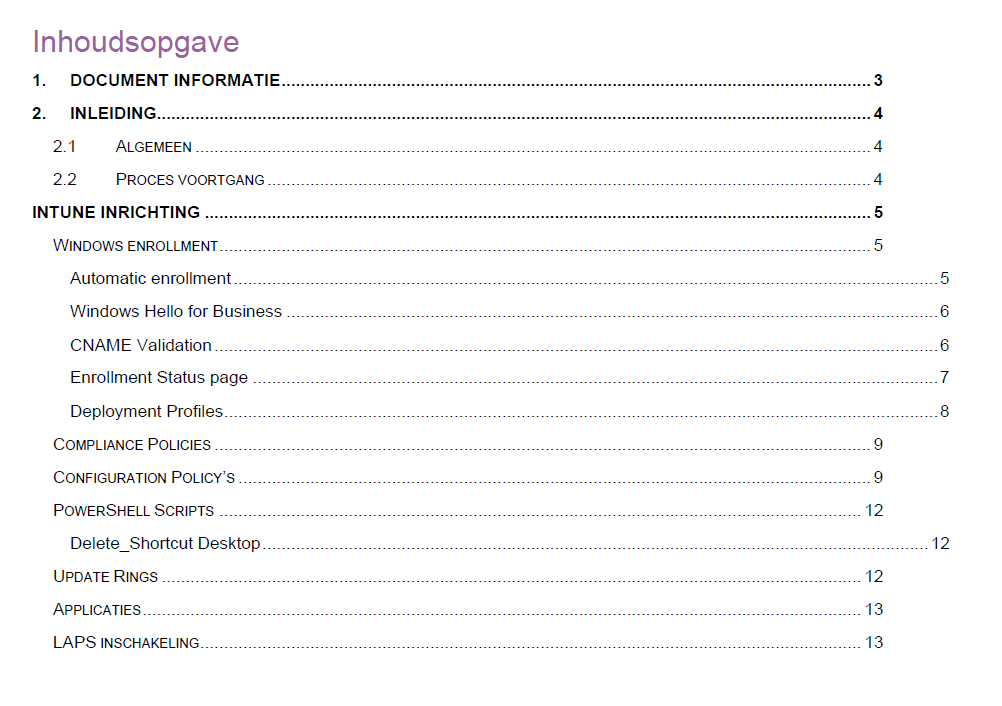 Inhoudsopgave
1. DOCUMENT INFORMATIE 3
2. INLEIDING 4
2.1 ALGEMEEN 4
2.2 PROCES VOORTGANG 4
INTUNE INRICHTING 5
WINDOWS ENROLLMENT 5
Automatic enrollment 5
Windows Hello for Business 6
CNAME Validation 6
Enrollment Status page 7
Deployment Profiles 8
COMPLIANCE POLICIES 9
CONFIGURATION POLICY'S 9
POWERSHELL SCRIPTS 12
Delete_Shortcut Desktop 12
UPDATE RINGS 12
APPLICATIES 13
LAPS INSCHAKELING 13